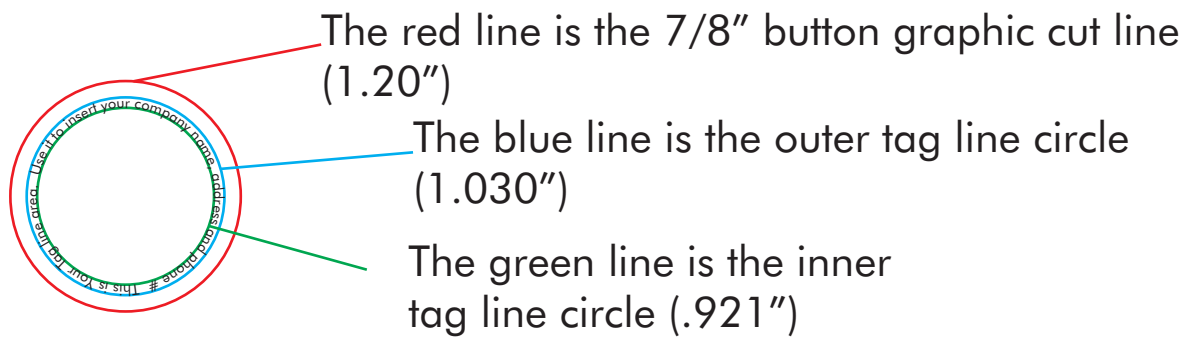 The red line is the 7/8” button graphic cut line
(1.20”)
The blue line is the outer tag line circle
(1.030”)
The green line is the inner
tag line circle (.921”)
This is Your Tag line area. Use it to insert your company name, address and phone #